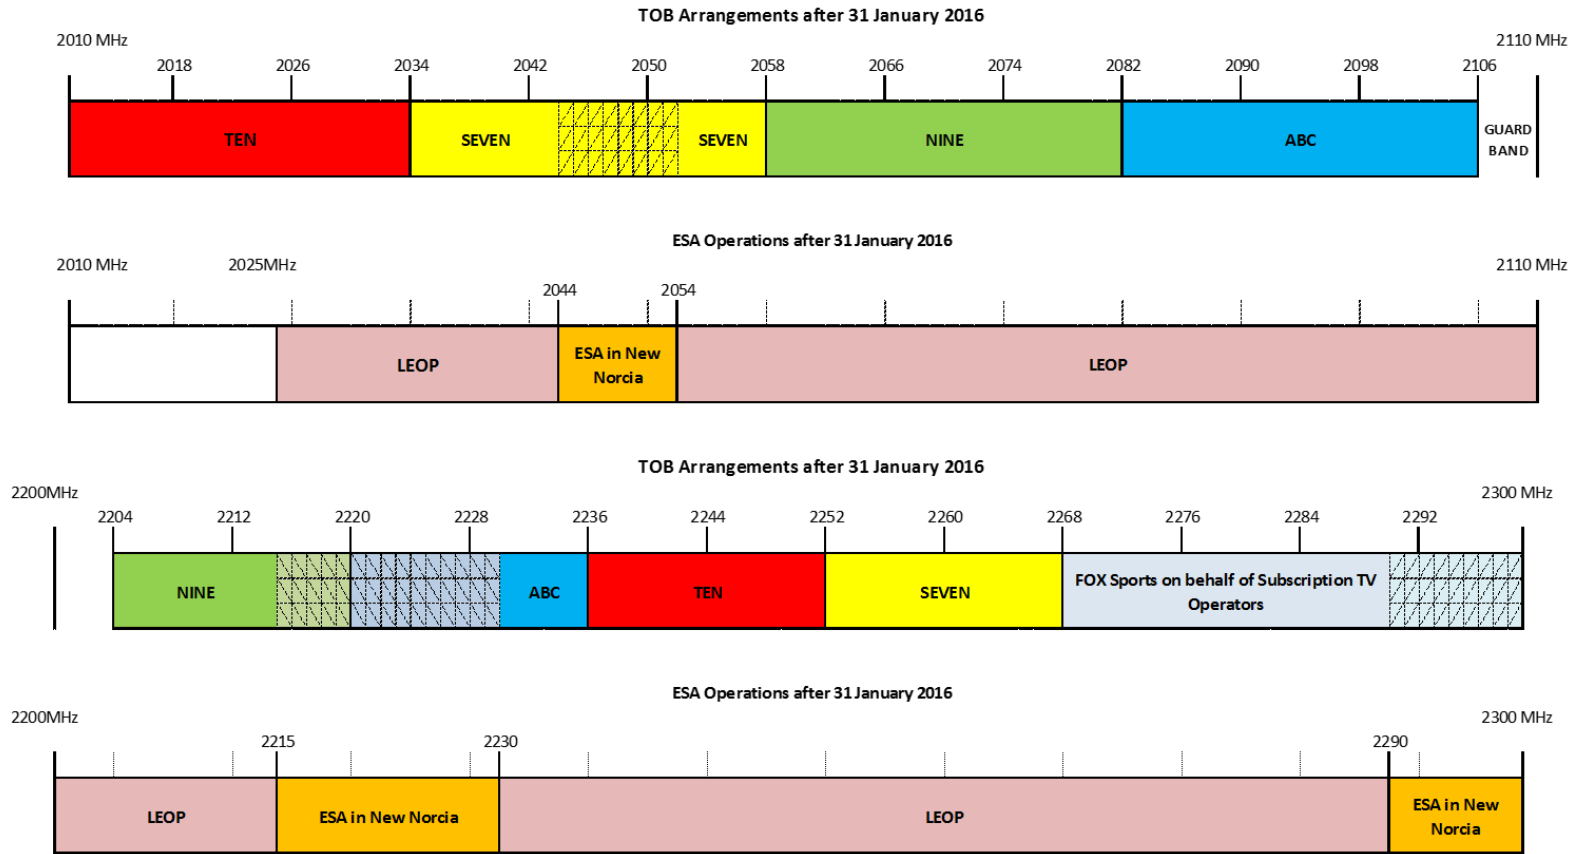 TOB Arrangements after 31 January 2016
2010 MHz 2110 MHz
2018 2026 2034 2042 2050 2058 2066 2074 2082 2090 2098 2106
TEN SEVEN SEVEN NINE ABC GUARD
BAND
ESA Operations after 31 January 2016
2010 MHz 2025MHz 2110 MHz
2044 2054
LEOP ESA in New
Norcia LEOP
TOB Arrangements after 31 January 2016
2200MHz 2300 MHz
2204 2212 2220 2228 2236 2244 2252 2260 2268 2276 2284 2292
NINE ABC TEN SEVEN FOX Sports on behalf of Subscription TV
Operators
ESA Operations after 31 January 2016
2200MHz 2300 MHz
2215 2230 2290
LEOP ESA in New Norcia LEOP ESA in New
Norcia